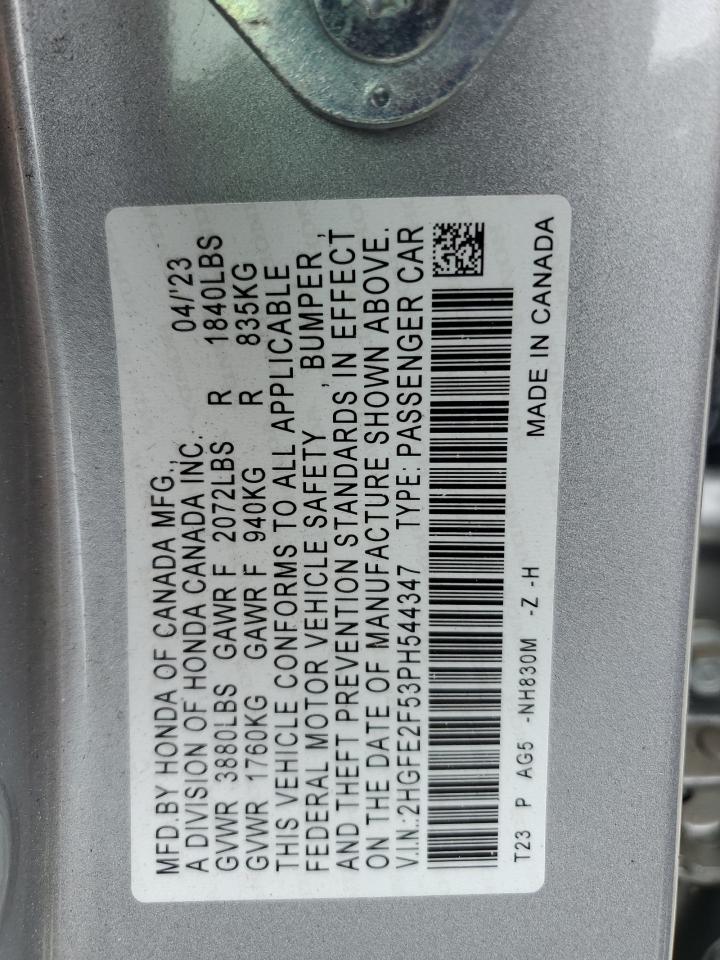 MFD.BY HONDA OF CANADA MFG., 04/'23
A DIVISION OF HONDA CANADA INC.
GVWR 3880LBS GAWR F 2072LBS R 1840LBS
GVWR 1760KG GAWR F 940KG R 835KG
THIS VEHICLE CONFORMS TO ALL APPLICABLE
FEDERAL MOTOR VEHICLE SAFETY , BUMPER ,
AND THEFT PREVENTION STANDARDS IN EFFECT
ON THE DATE OF MANUFACTURE SHOWN ABOVE.
V.I.N.:2HGFE2F53PH544347 TYPE: PASSENGER CAR
T23 P AG5 -NH830M -Z -H MADE IN CANADA